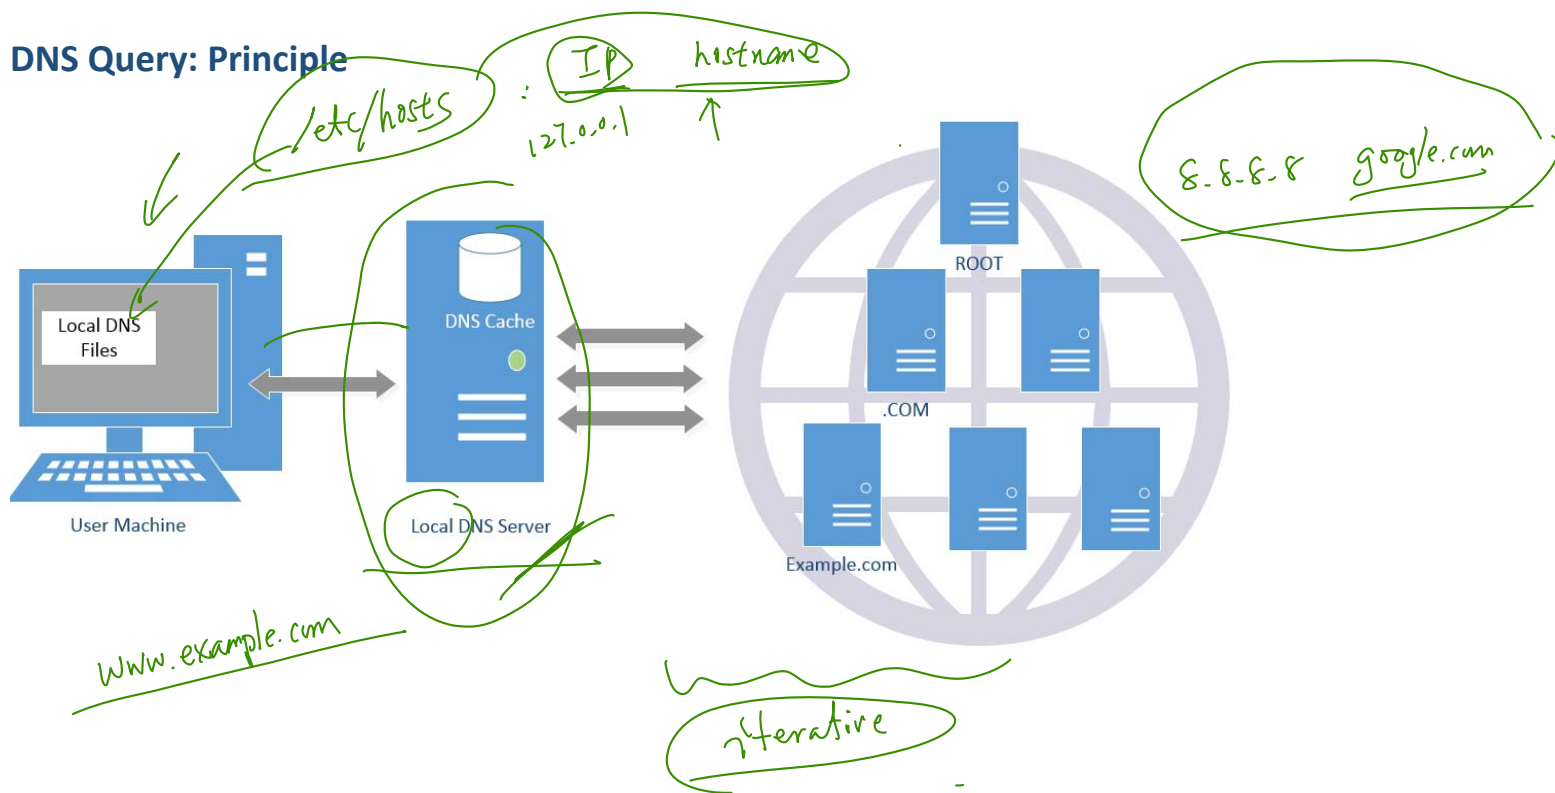 DNS Query: Principle
/etc/hosts : IP hostname
127.0.0.1
8.8.8.8 google.com
ROOT
Local DNS
Files
DNS Cache
.COM
User Machine
Local DNS Server
Example.com
www.example.com
iterative